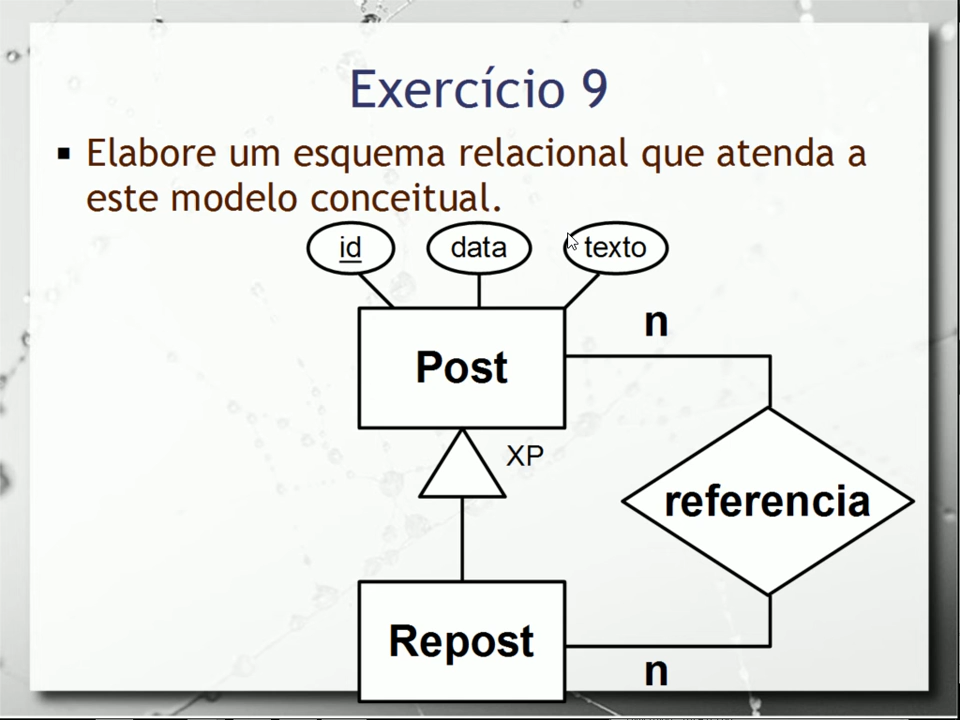 Exercício 9
Elabore um esquema relacional que atenda a
este modelo conceitual.
id data texto
n
Post
XP
referencia
Repost
n